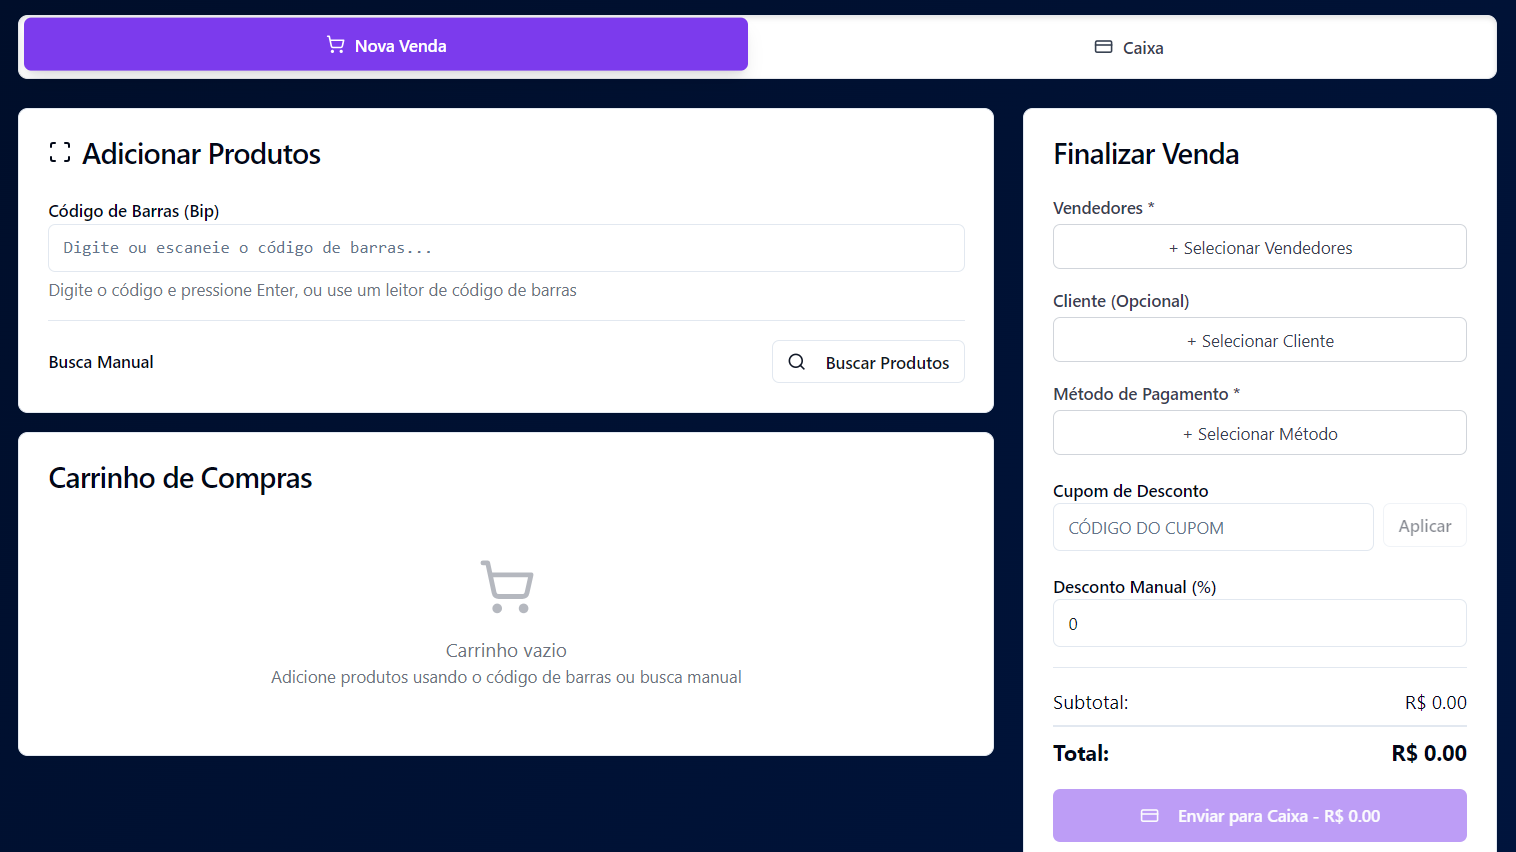 Nova Venda
Caixa
Adicionar Produtos
Código de Barras (Bip)
Digite ou escaneie o código de barras...
Digite o código e pressione Enter, ou use um leitor de código de barras
Busca Manual
Buscar Produtos
Carrinho de Compras
Carrinho vazio
Adicione produtos usando o código de barras ou busca manual
Finalizar Venda
Vendedores *
+ Selecionar Vendedores
Cliente (Opcional)
+ Selecionar Cliente
Método de Pagamento *
+ Selecionar Método
Cupom de Desconto
CÓDIGO DO CUPOM
Aplicar
Desconto Manual (%)
0
Subtotal: R$ 0.00
Total: R$ 0.00
Enviar para Caixa - R$ 0.00